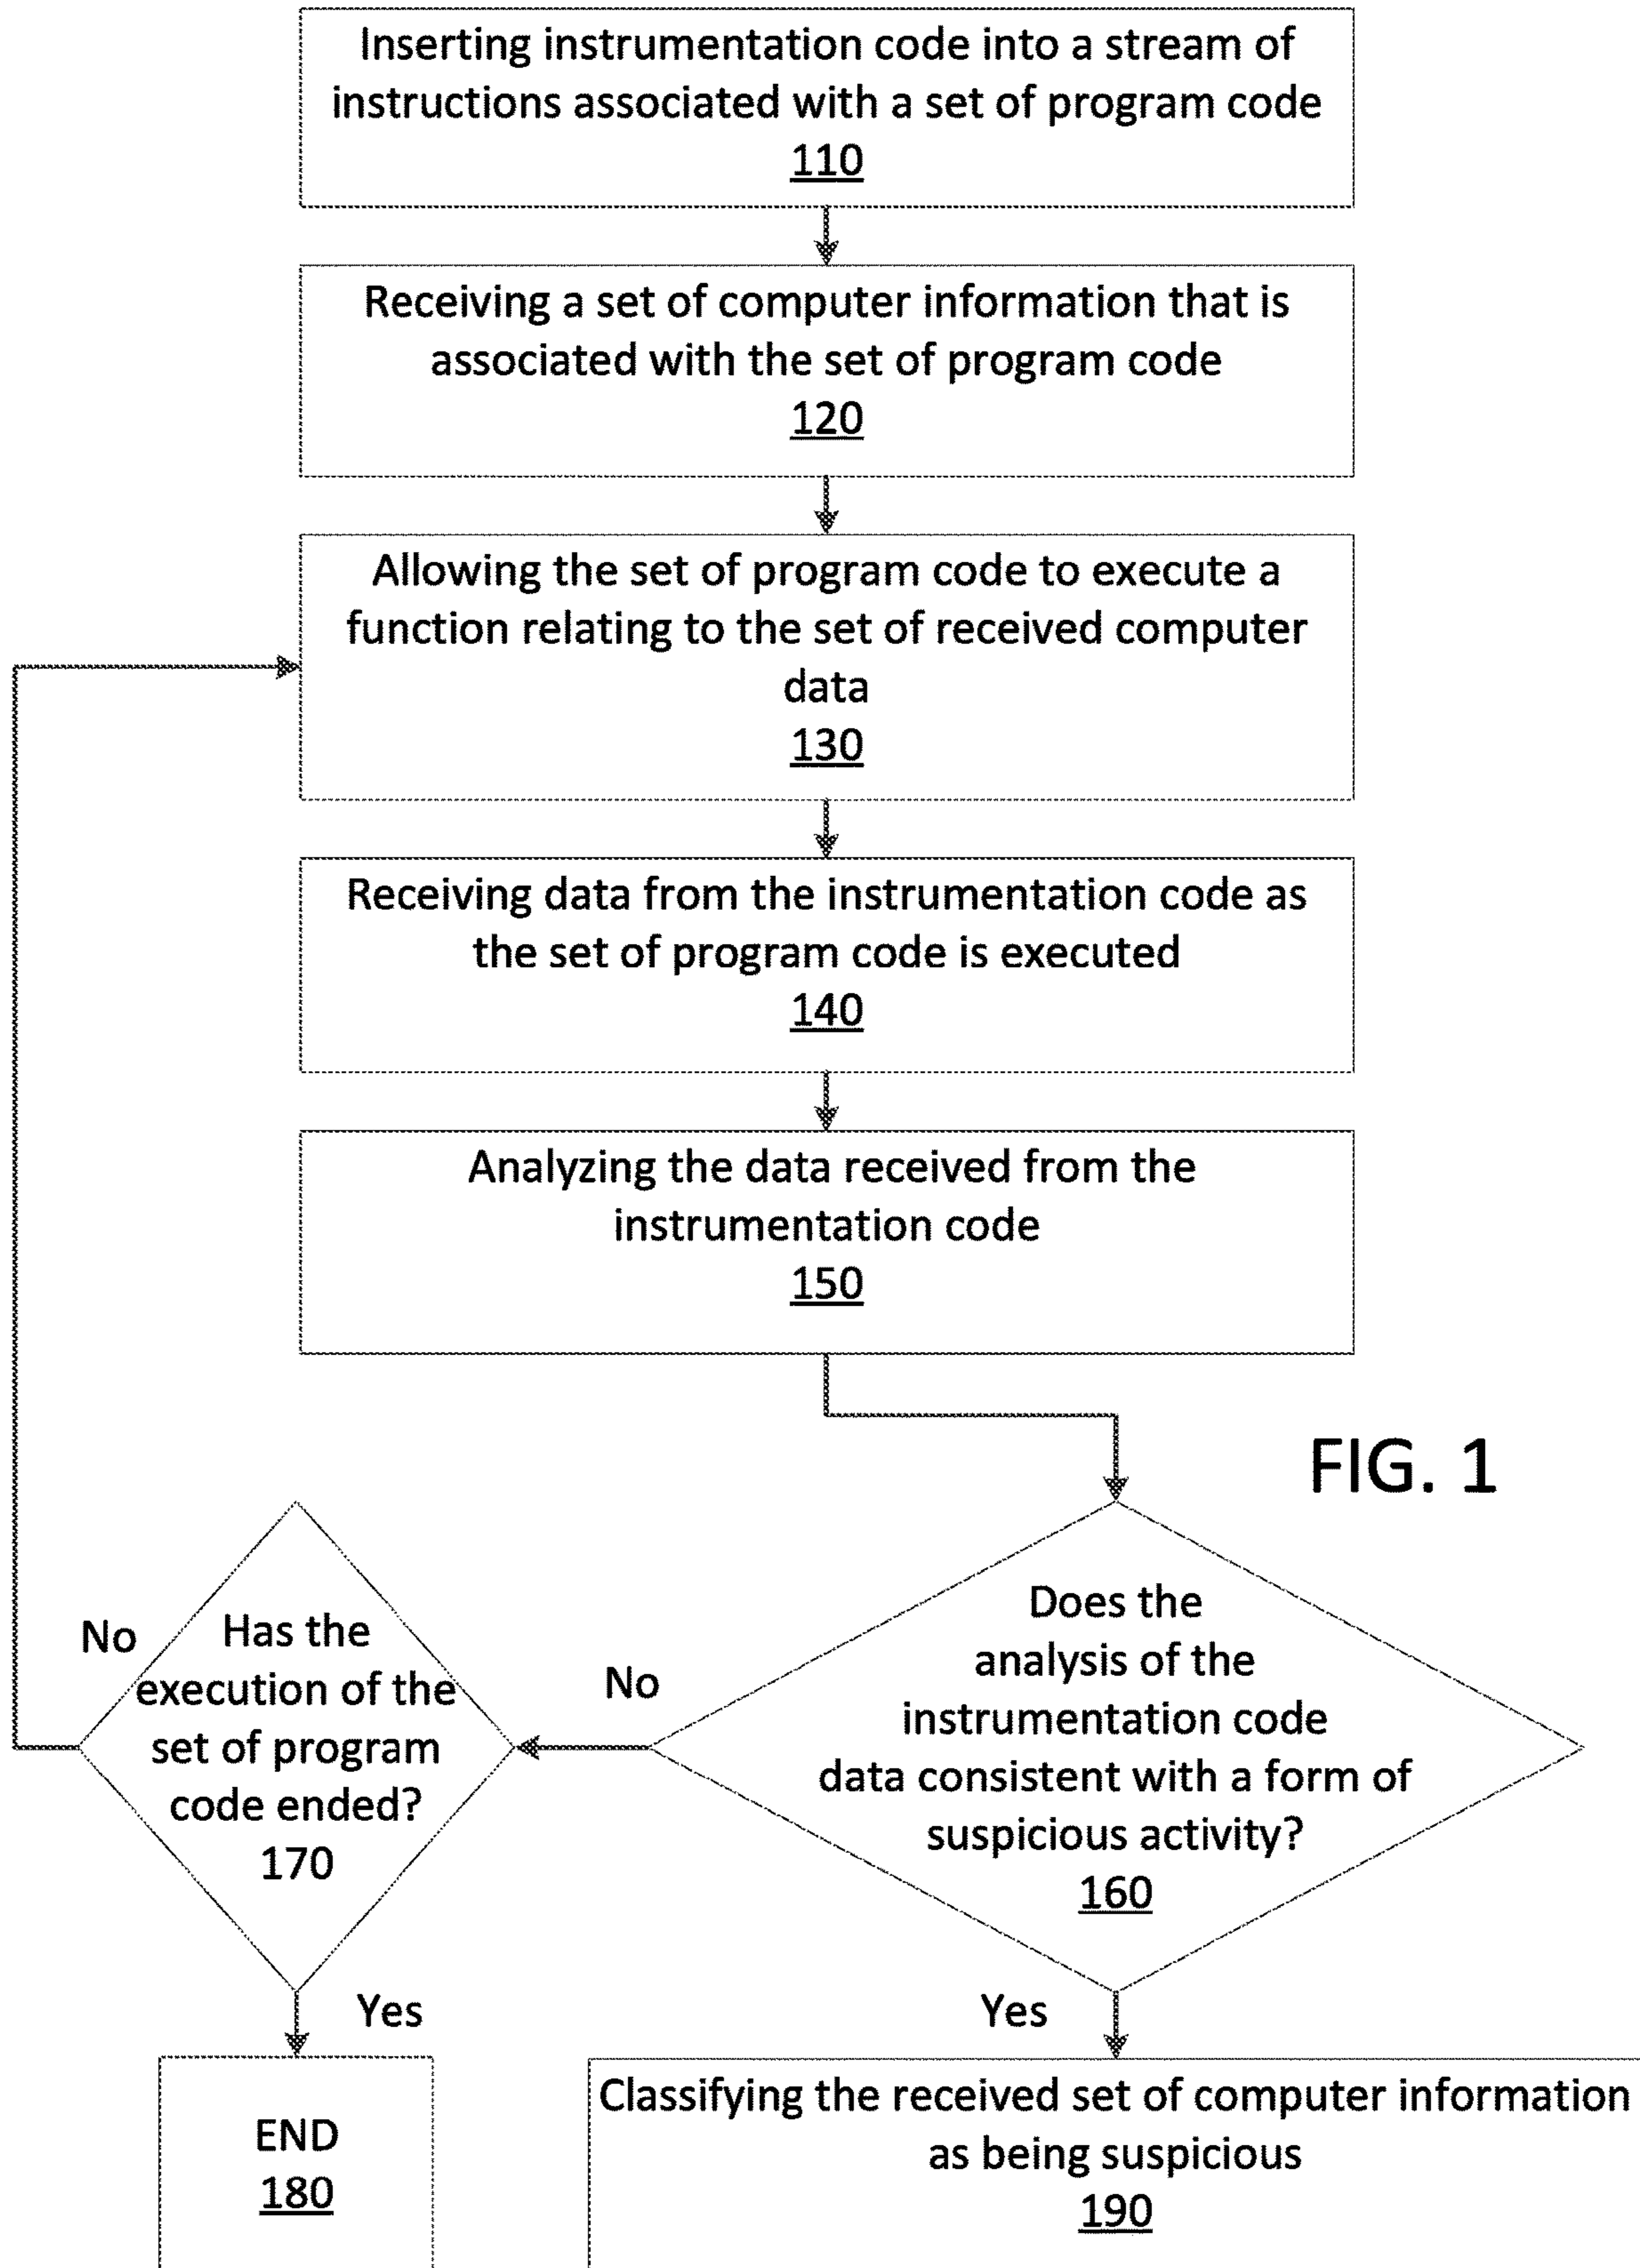 Inserting instrumentation code into a stream of
instructions associated with a set of program code
110
Receiving a set of computer information that is
associated with the set of program code
120
Allowing the set of program code to execute a
function relating to the set of received computer
data
130
Receiving data from the instrumentation code as
the set of program code is executed
140
Analyzing the data received from the
instrumentation code
150
FIG. 1
Does the
analysis of the
instrumentation code
data consistent with a form of
suspicious activity?
160
No
Has the
execution of the
set of program
code ended?
170
No
Yes
END
180
Yes
Classifying the received set of computer information
as being suspicious
190